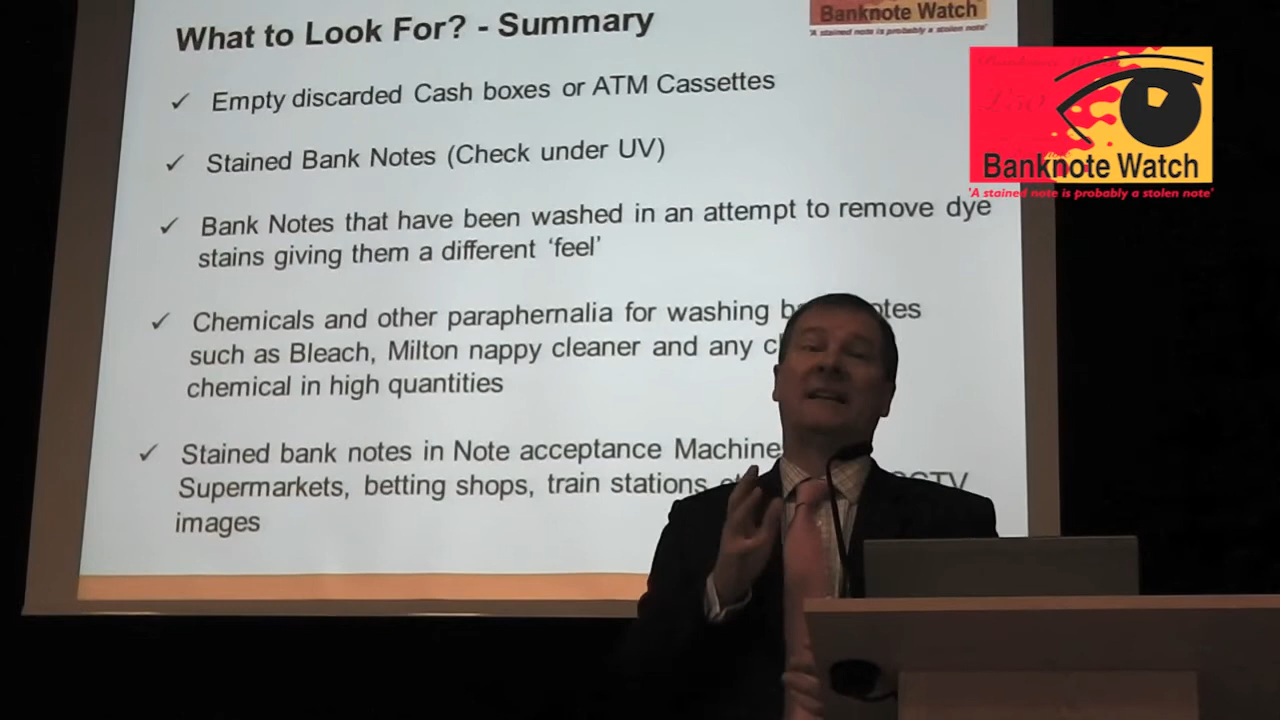 What to Look For? - Summary
Banknote Watch
'A stained note is probably a stolen note'
✓ Empty discarded Cash boxes or ATM Cassettes
✓ Stained Bank Notes (Check under UV)
✓ Bank Notes that have been washed in an attempt to remove dye
stains giving them a different ‘feel’
✓ Chemicals and other paraphernalia for washing
such as Bleach, Milton nappy cleaner and any
chemical in high quantities
✓ Stained bank notes in Note acceptance Machine
Supermarkets, betting shops, train stations CCTV
images
Banknote Watch
'A stained note is probably a stolen note'